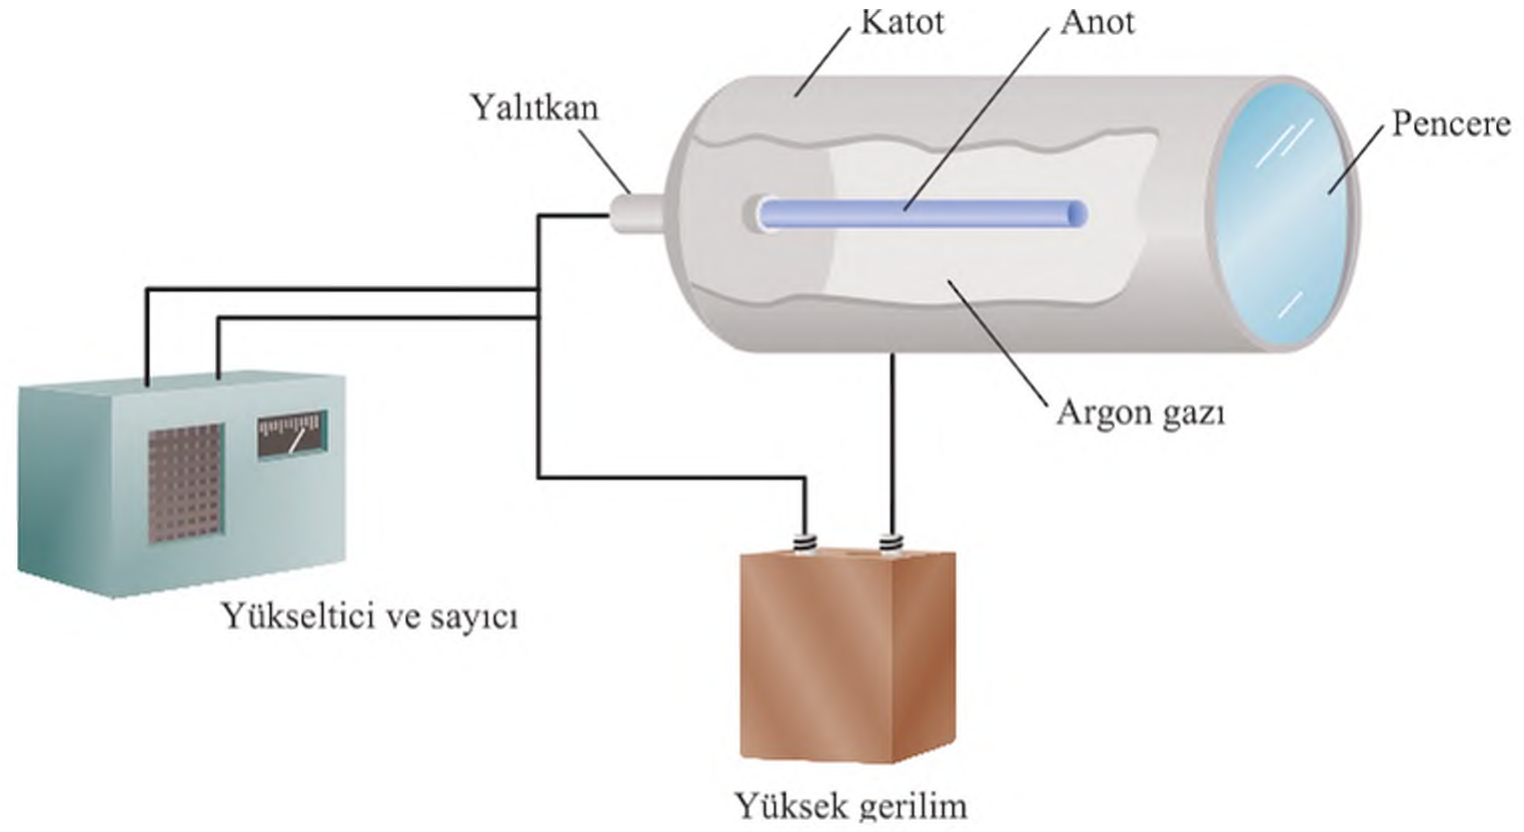 Katot
Anot
Yalıtkan
Pencere
Argon gazı
Yükseltici ve sayıcı
Yüksek gerilim